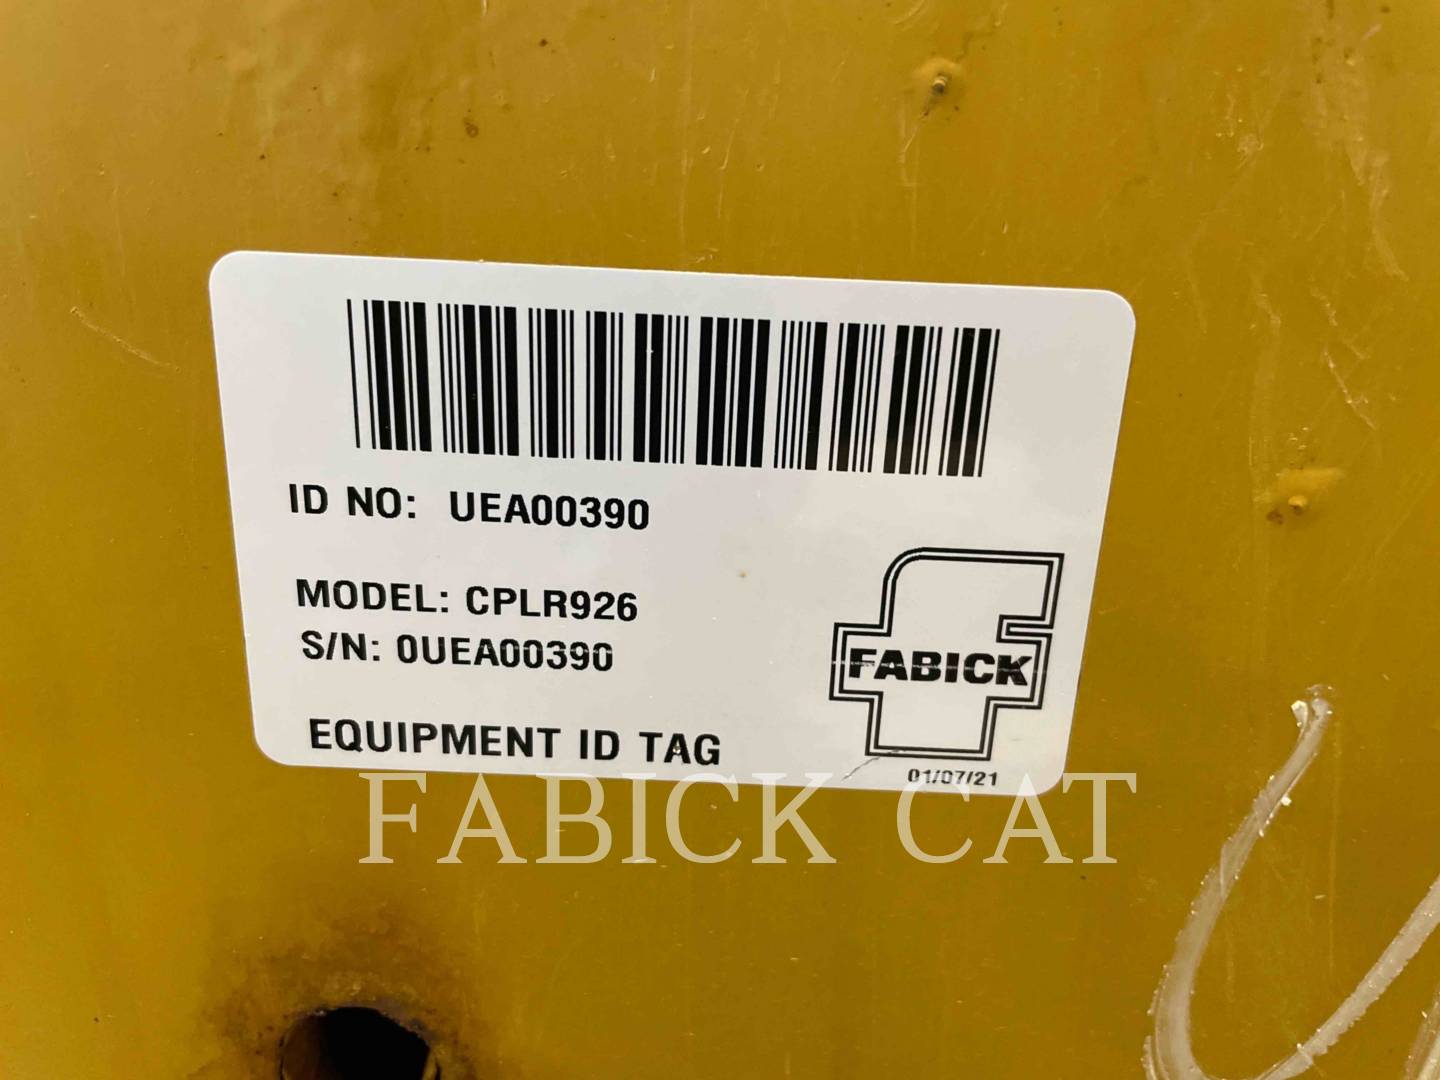 ID NO: UEA00390
MODEL: CPLR926
S/N: 0UEA00390
FABICK
EQUIPMENT ID TAG
01/07/21
FABICK CAT